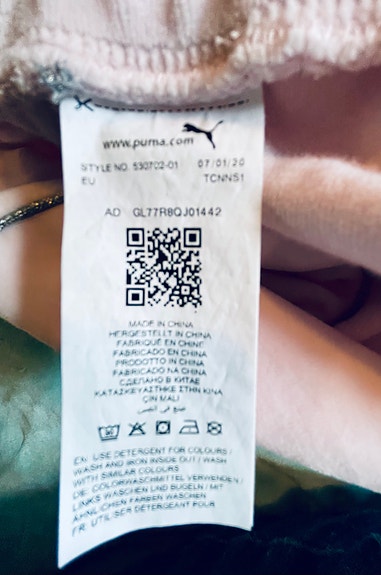 www.puma.com
STYLE NO. 530702-01 07/01/20
EU TCNNS1
AD GL77R8QJ01442
MADE IN CHINA
HERGESTELLT IN CHINA
FABRIQUÉ EN CHINE
FABRICADO EN CHINA
PRODOTTO IN CHINA
FABRICADO NA CHINA
СДЕЛАНО В КИТАЕ
ΚΑΤΑΣΚΕΥΑΣΤΗΚΕ ΣΤΗΝ ΚΙΝΑ
ÇİN MALI
صنع في الصين
EN: USE DETERGENT FOR COLOURS /
WASH AND IRON INSIDE OUT / WASH
WITH SIMILAR COLOURS
DE: COLORWASCHMITTEL VERWENDEN /
LINKS WASCHEN UND BÜGELN / MIT
ÄHNLICHEN FARBEN WASCHEN
FR: UTILISER DÉTERGENT POUR